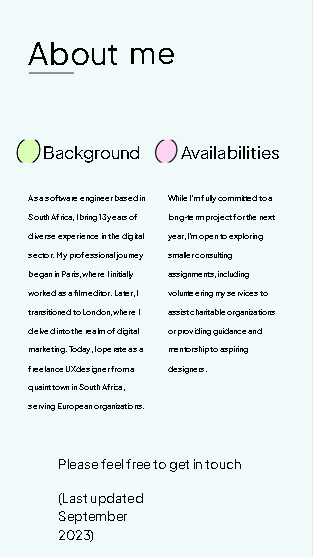 About me
Background
As a software engineer based in
South Africa, I bring 13 years of
diverse experience in the digital
sector. My professional journey
began in Paris, where I initially
worked as a film editor. Later, I
transitioned to London, where I
delved into the realm of digital
marketing. Today, I operate as a
freelance UX designer from a
quaint town in South Africa,
serving European organizations.
Availabilities
While I'm fully committed to a
long-term project for the next
year, I'm open to exploring
smaller consulting
assignments, including
volunteering my services to
assist charitable organizations
or providing guidance and
mentorship to aspiring
designers.
Please feel free to get in touch
(Last updated
September
2023)